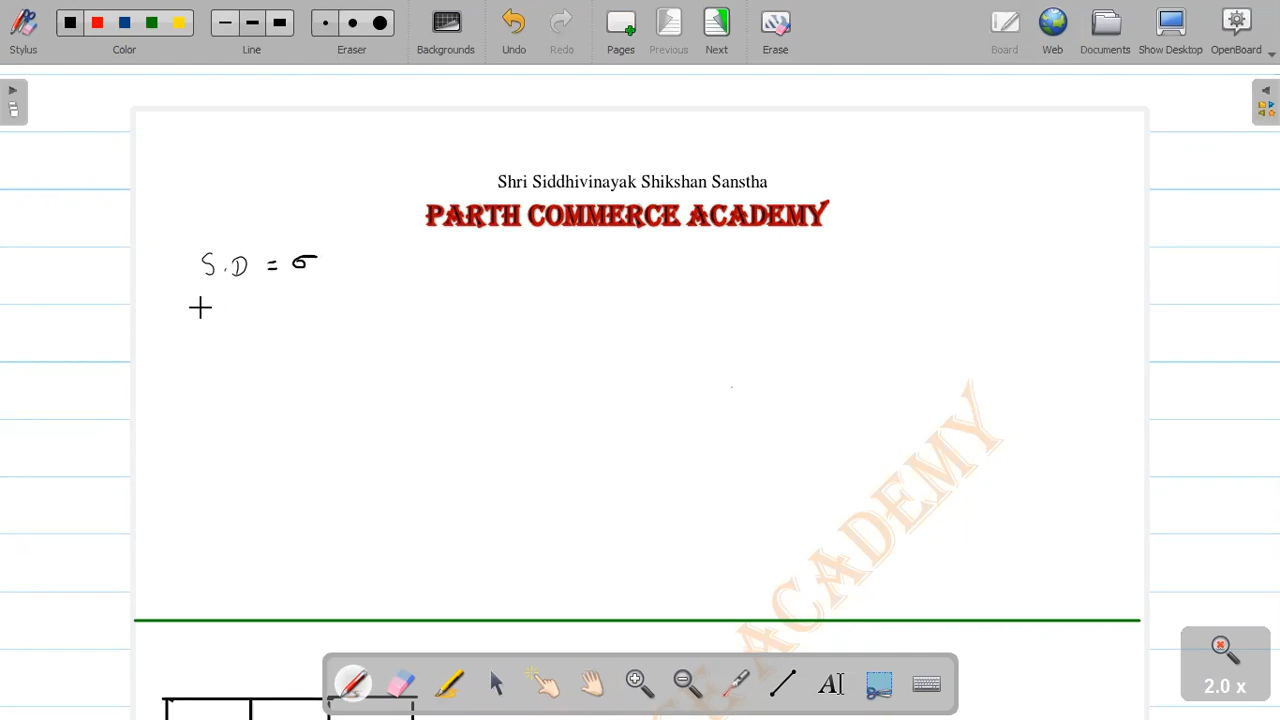 Stylus
Color
Line
Eraser
Backgrounds
Undo
Redo
Pages
Previous
Next
Erase
Board
Web
Documents
Show Desktop
OpenBoard
Shri Siddhivinayak Shikshan Sanstha
PARTH COMMERCE ACADEMY
S.D = σ
E ACADEMY
2.0 x